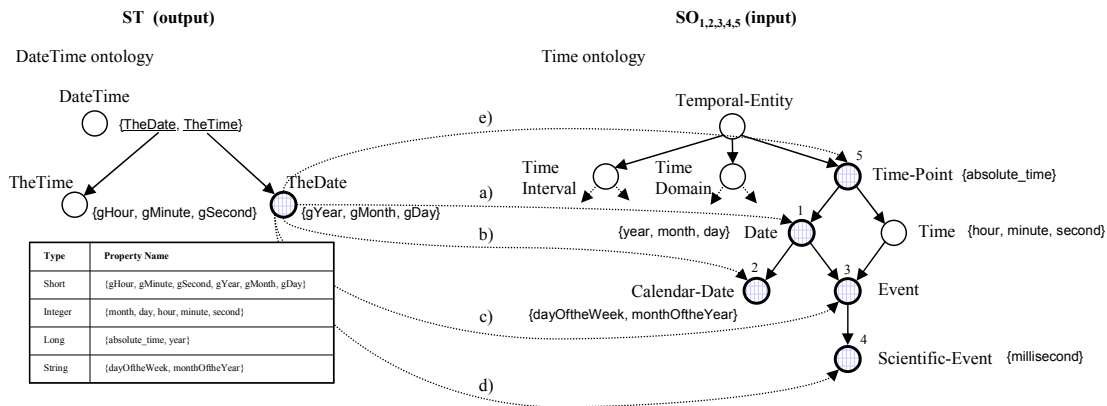 ST (output)
SO1,2,3,4,5 (input)
DateTime ontology
Time ontology
DateTime
{TheDate, TheTime}
TheTime
{gHour, gMinute, gSecond}
TheDate
{gYear, gMonth, gDay}
Type Property Name
Short {gHour, gMinute, gSecond, gYear, gMonth, gDay}
Integer {month, day, hour, minute, second}
Long {absolute_time, year}
String {dayOftheWeek, monthOftheYear}
e)
a)
b)
c)
d)
Temporal-Entity
Time
Interval
Time
Domain
5
Time-Point {absolute_time}
1
{year, month, day} Date
Time {hour, minute, second}
2
Calendar-Date
{dayOftheWeek, monthOftheYear}
3
Event
4
Scientific-Event {millisecond}